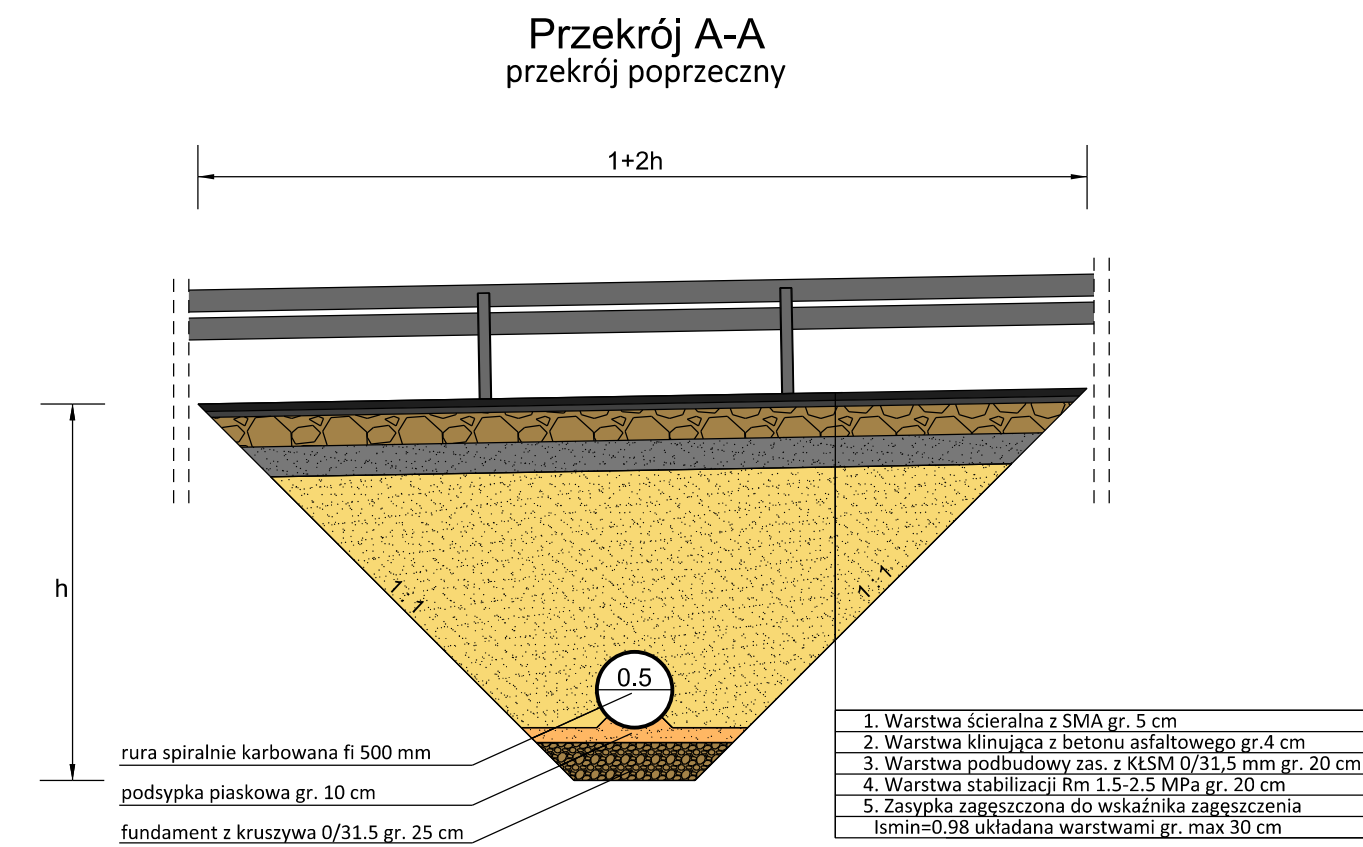 Przekrój A-A
przekrój poprzeczny
1+2h
h
1 : 1
1 : 1
0.5
rura spiralnie karbowana fi 500 mm
podsypka piaskowa gr. 10 cm
fundament z kruszywa 0/31.5 gr. 25 cm
1. Warstwa ścieralna z SMA gr. 5 cm
2. Warstwa klinująca z betonu asfaltowego gr.4 cm
3. Warstwa podbudowy zas. z KŁSM 0/31,5 mm gr. 20 cm
4. Warstwa stabilizacji Rm 1.5-2.5 MPa gr. 20 cm
5. Zasypka zagęszczona do wskaźnika zagęszczenia
Ismin=0.98 układana warstwami gr. max 30 cm